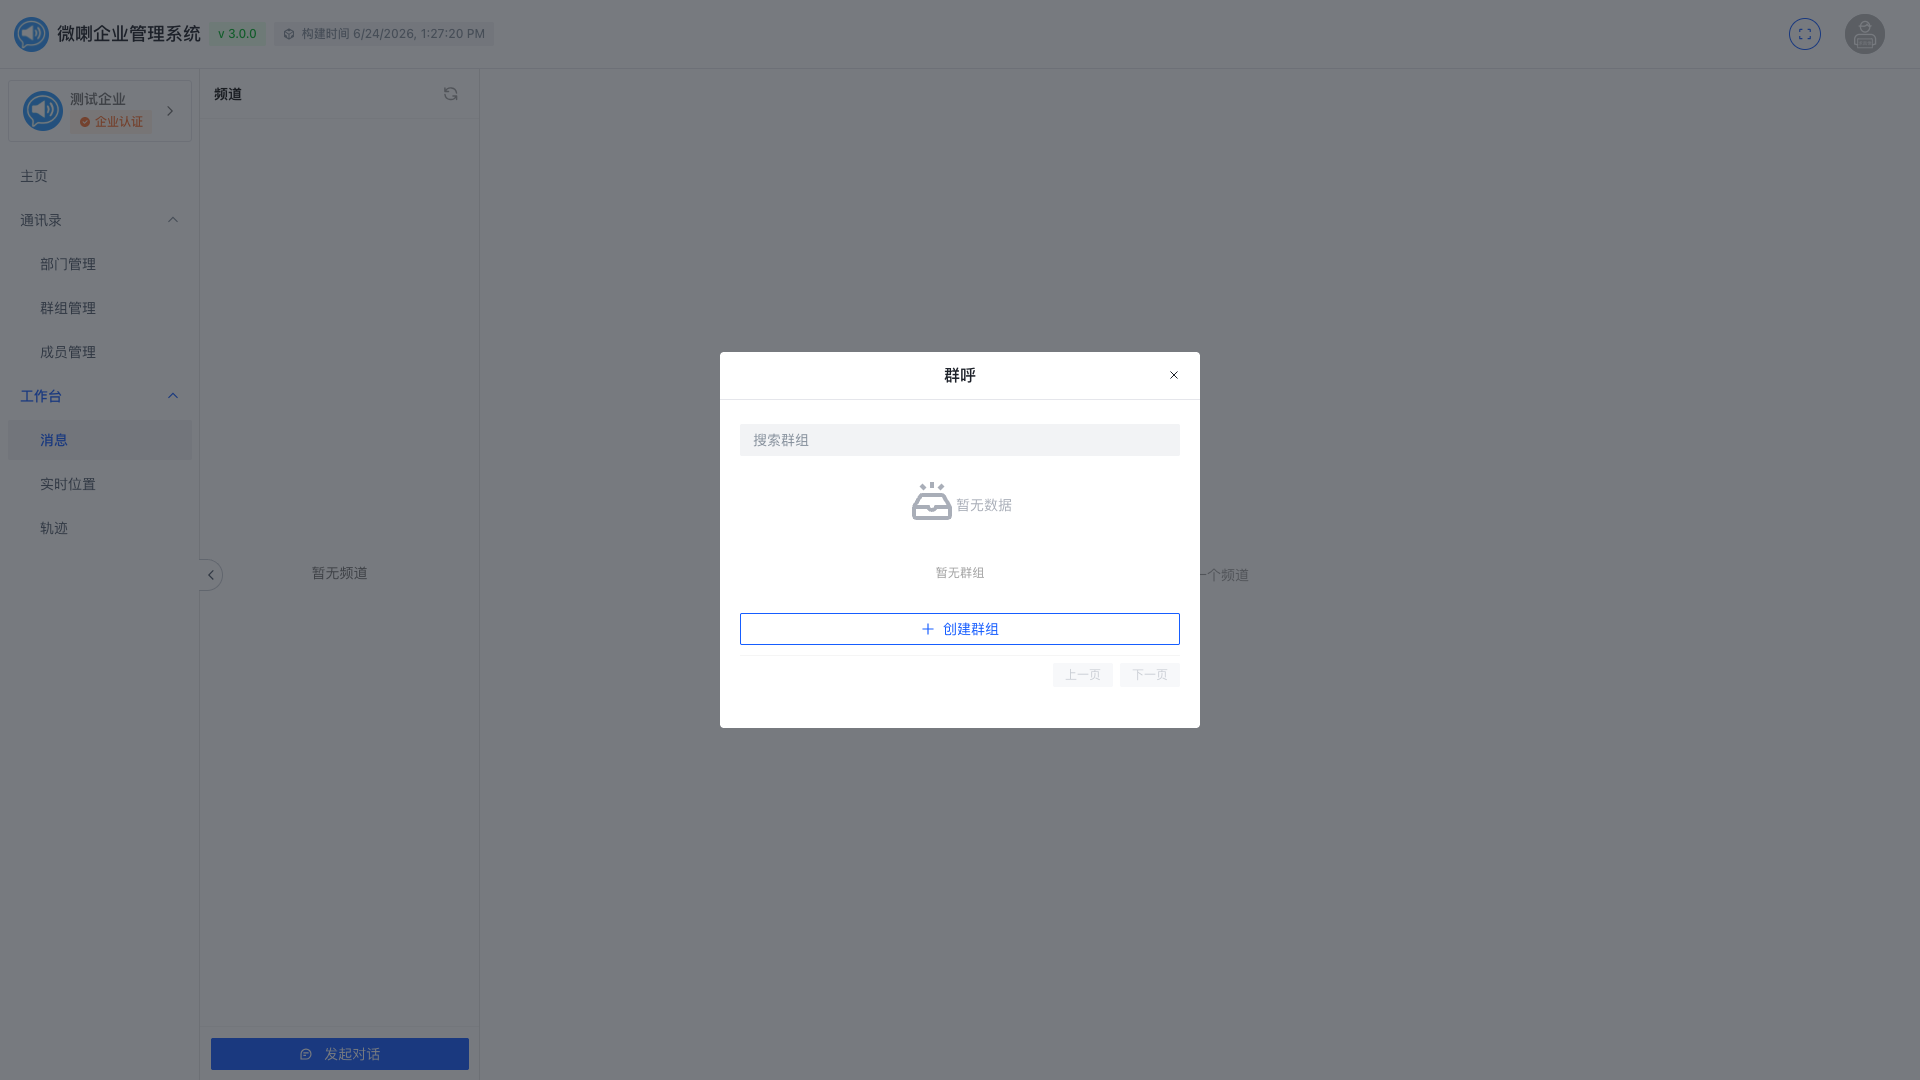 微喇企业管理系统
v 3.0.0
构建时间 6/24/2026, 1:27:20 PM
测试企业
企业认证
主页
通讯录
部门管理
群组管理
成员管理
工作台
消息
实时位置
轨迹
频道
暂无频道
发起对话
群呼
搜索群组
暂无数据
暂无群组
创建群组
上一页
下一页
一个频道